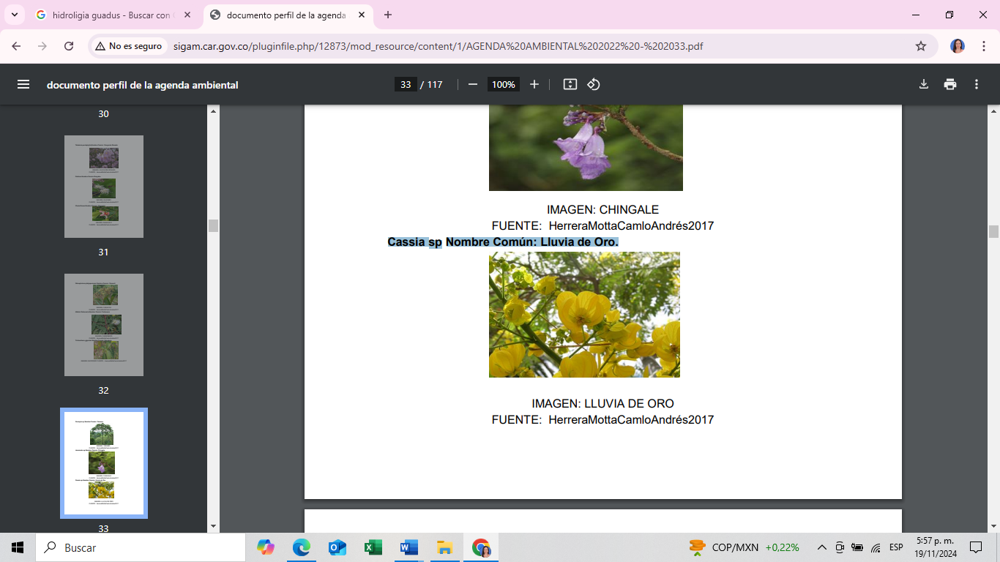 hidroligia guadus - Buscar con
documento perfil de la agenda
No es seguro
sigam.car.gov.co/pluginfile.php/12873/mod_resource/content/1/AGENDA%20AMBIENTAL%202022%20-%202033.pdf
documento perfil de la agenda ambiental
33 / 117
100%
30
31
32
33
IMAGEN: CHINGALE
FUENTE: HerreraMottaCamloAndrés2017
Cassia sp Nombre Común: Lluvia de Oro.
IMAGEN: LLUVIA DE ORO
FUENTE: HerreraMottaCamloAndrés2017
Buscar
COP/MXN +0,22%
ESP
5:57 p. m.
19/11/2024